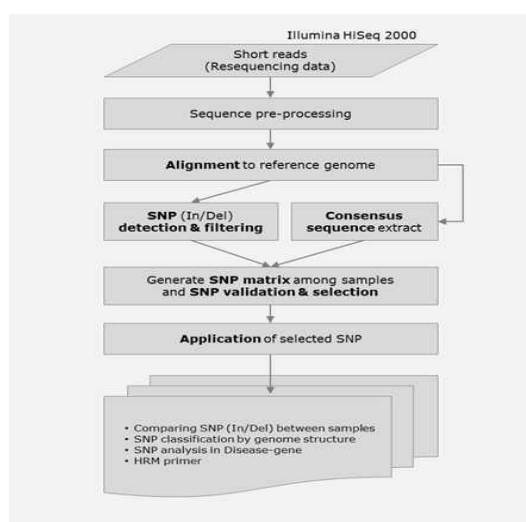 Illumina HiSeq 2000
Short reads
(Resequencing data)
Sequence pre-processing
Alignment to reference genome
SNP (In/Del)
detection & filtering
Consensus
sequence extract
Generate SNP matrix among samples
and SNP validation & selection
Application of selected SNP
• Comparing SNP (In/Del) between samples
• SNP classification by genome structure
• SNP analysis in Disease-gene
• HRM primer